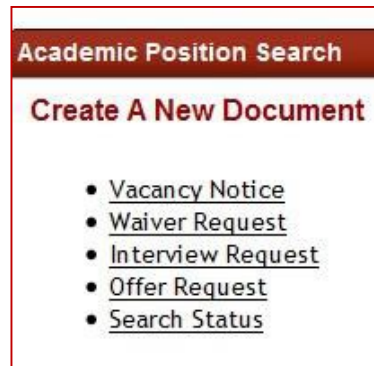 Academic Position Search
Create A New Document
Vacancy Notice
Waiver Request
Interview Request
Offer Request
Search Status